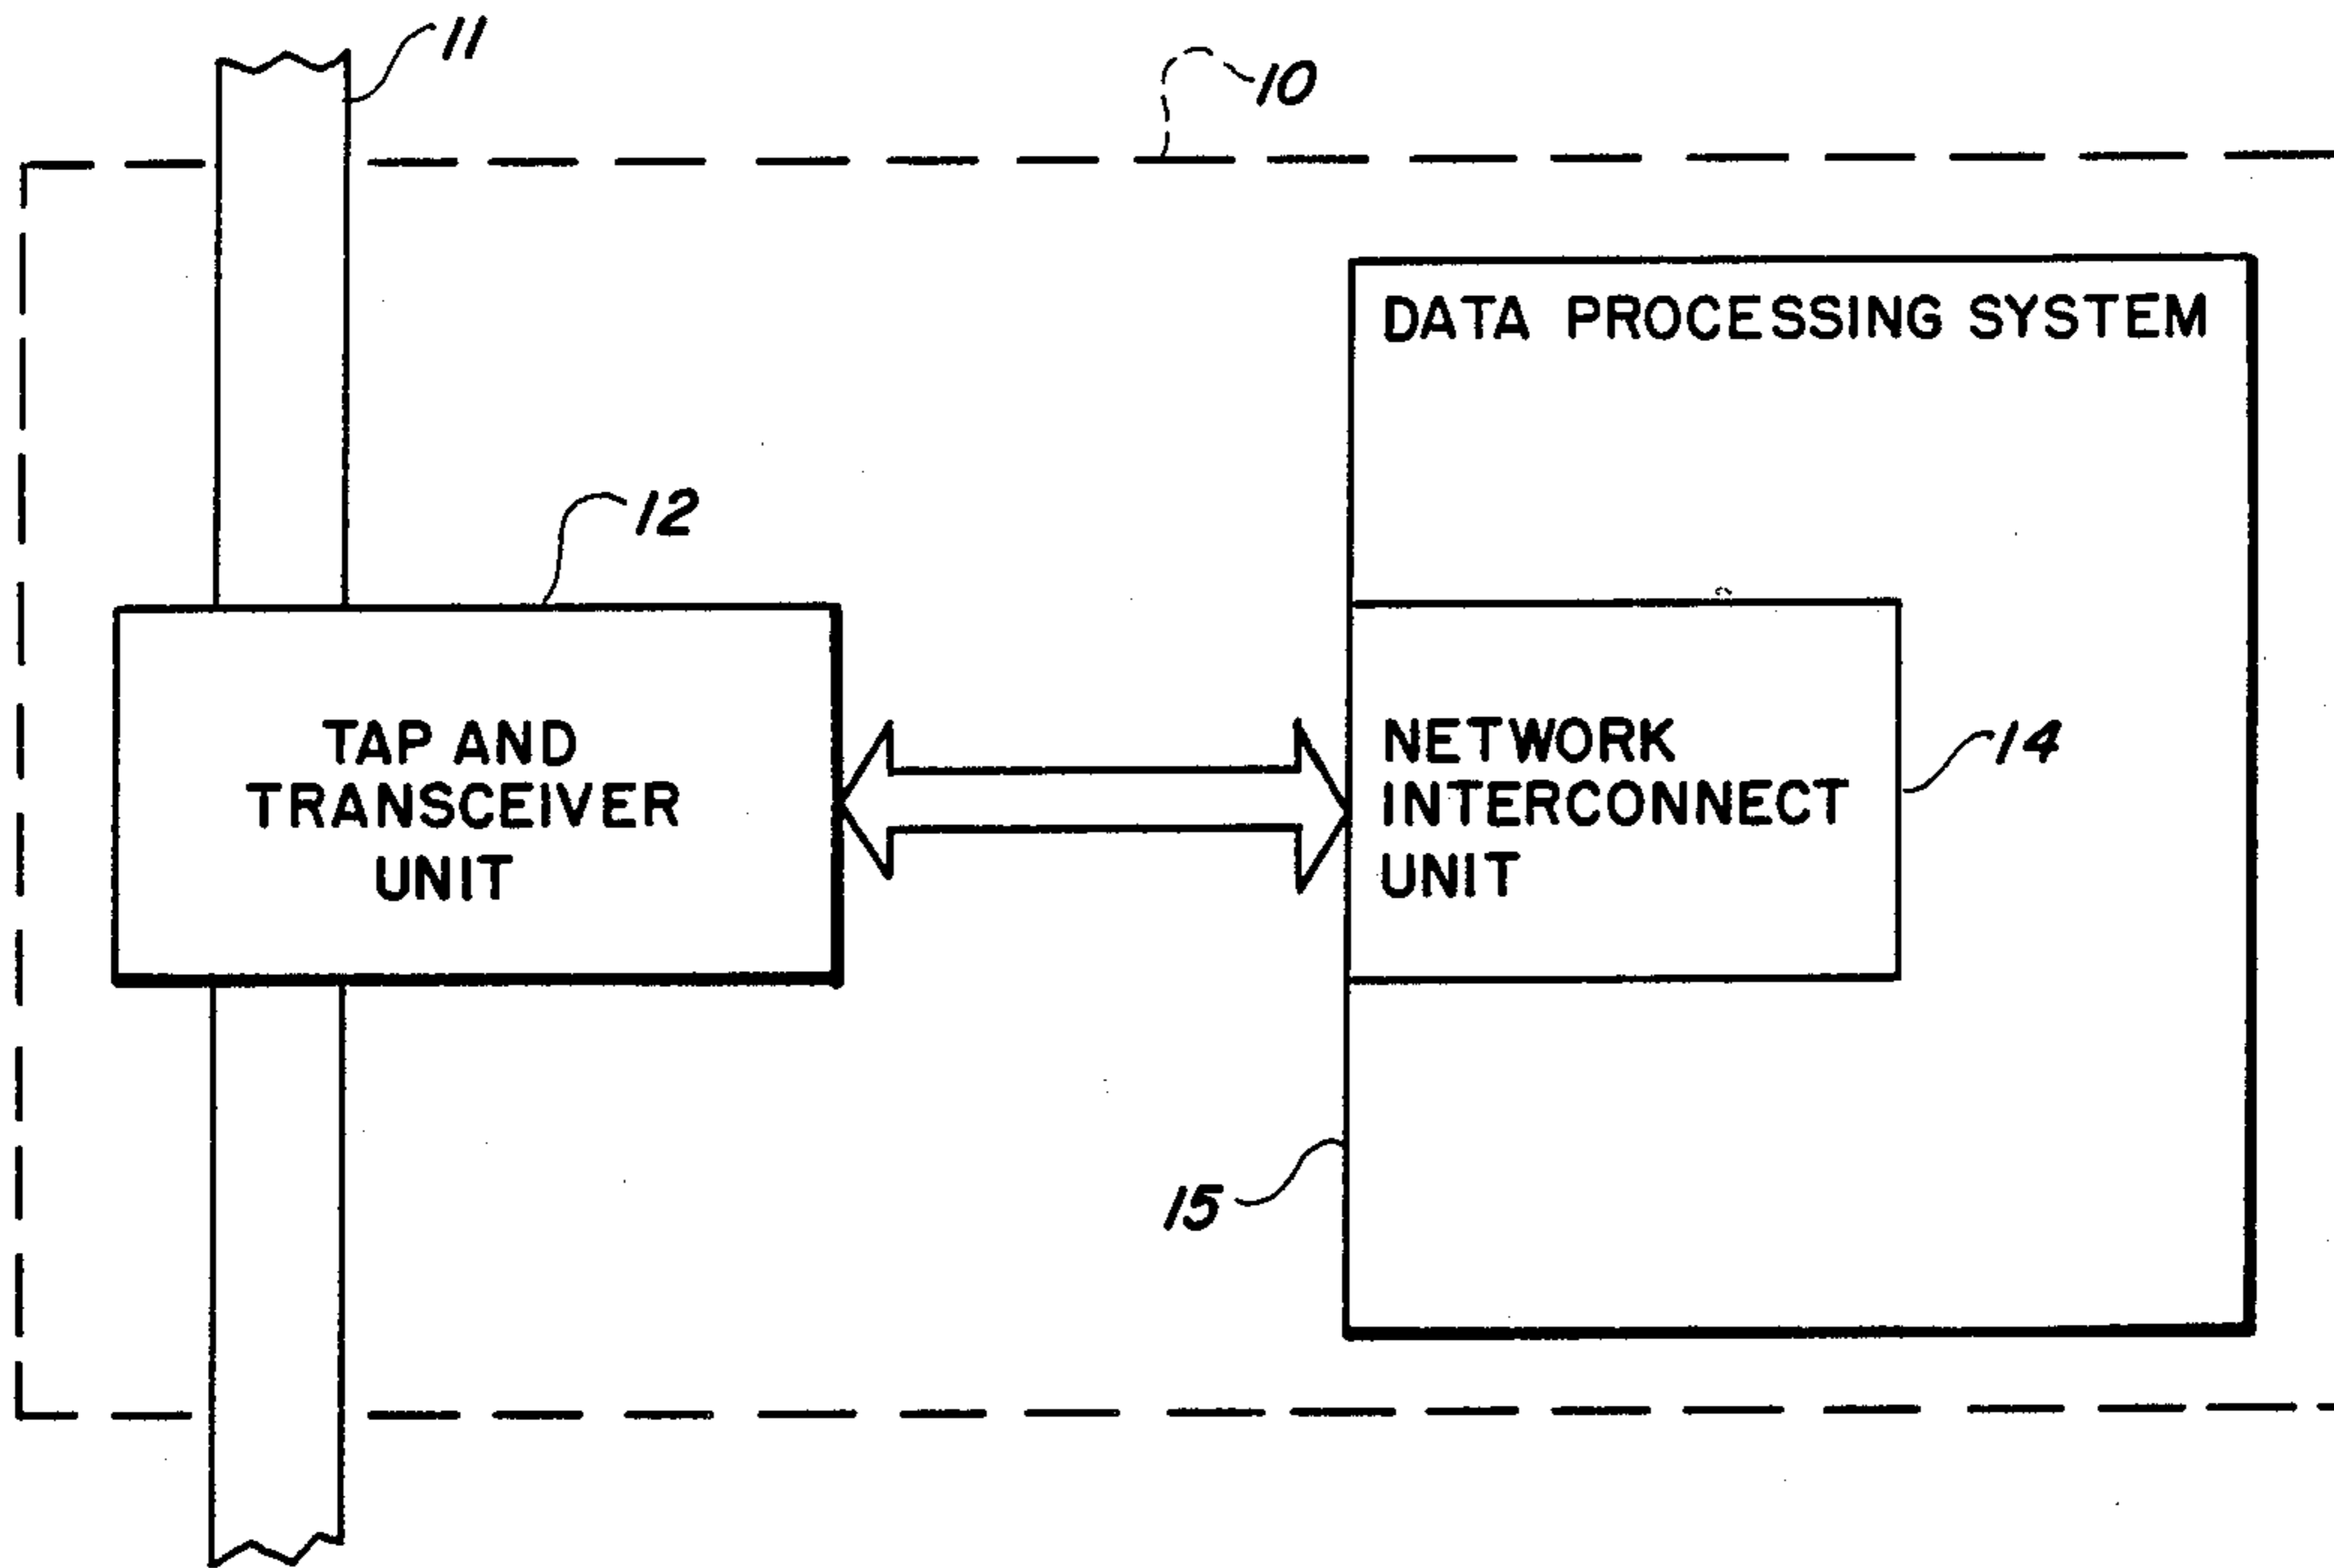 11
10
DATA PROCESSING SYSTEM
12
TAP AND
TRANSCEIVER
UNIT
NETWORK
INTERCONNECT
UNIT
14
15